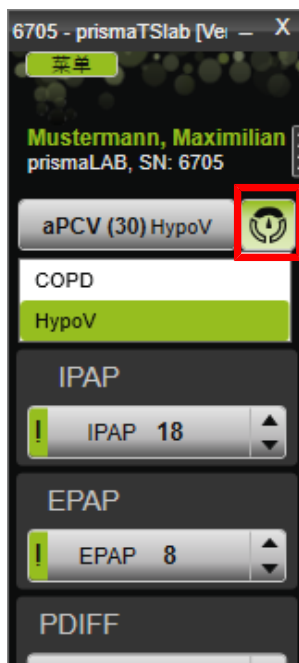 6705 - prismaTSlab [Ver
菜单
Mustermann, Maximilian
prismaLAB, SN: 6705
aPCV (30) HypoV
COPD
HypoV
IPAP
IPAP 18
EPAP
EPAP 8
PDIFF